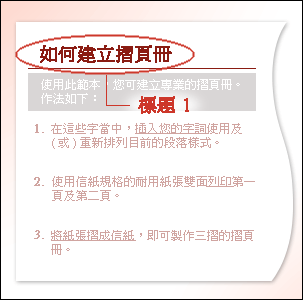 如何建立摺頁冊
使用此範本，您可建立專業的摺頁冊。
作法如下：
標題 1
1. 在這些字當中，插入您的字詞使用及
(或) 重新排列目前的段落樣式。
2. 使用信紙規格的耐用紙張雙面列印第一
頁及第二頁。
3. 將紙張摺成信紙，即可製作三摺的摺頁
冊。